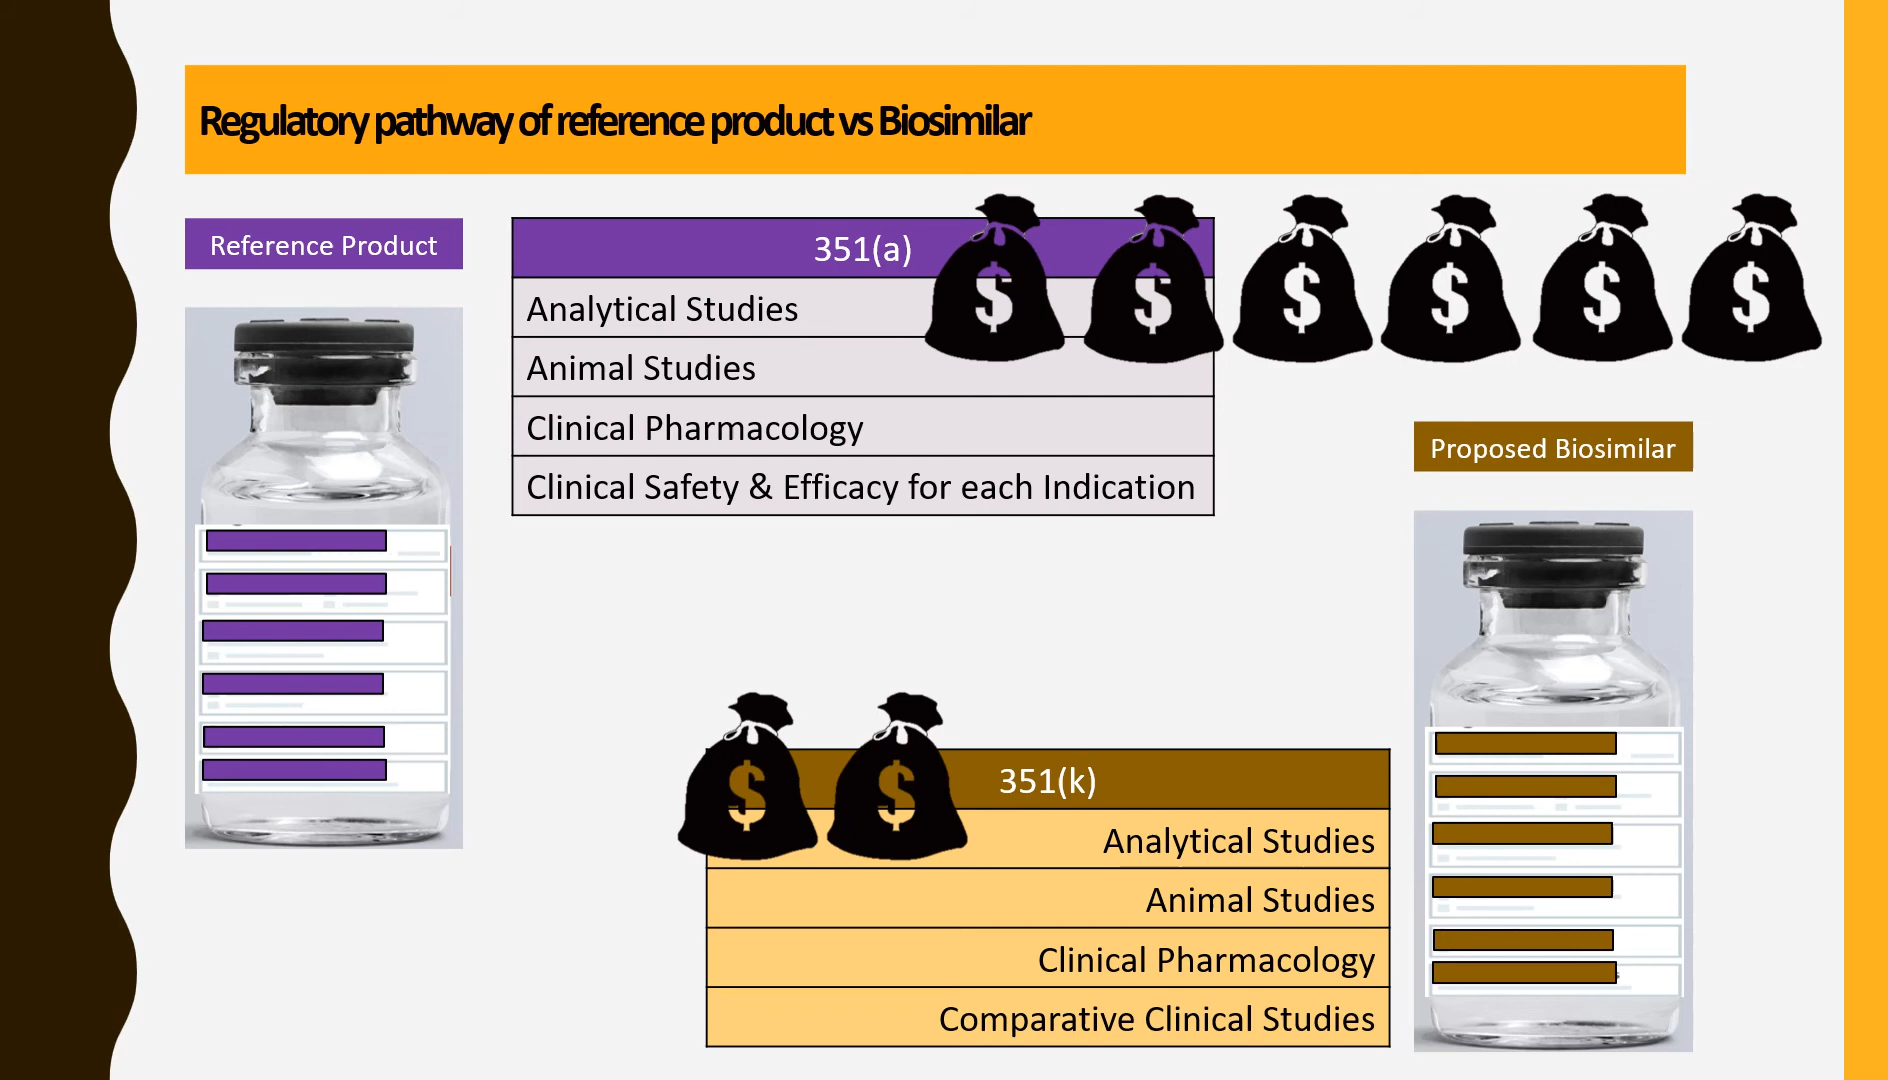 Regulatory pathway of reference product vs Biosimilar
Reference Product
351(a)
Analytical Studies
Animal Studies
Clinical Pharmacology
Clinical Safety & Efficacy for each Indication
$ $ $ $ $ $
Proposed Biosimilar
$ $
351(k)
Analytical Studies
Animal Studies
Clinical Pharmacology
Comparative Clinical Studies